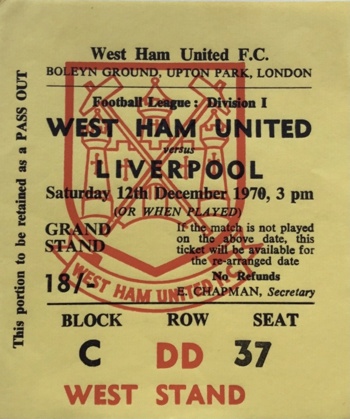 West Ham United F.C.
BOLEYN GROUND, UPTON PARK, LONDON
Football League: Division I
WEST HAM UNITED
versus
LIVERPOOL
Saturday 12th December 1970, 3 pm
(OR WHEN PLAYED)
GRAND
STAND
18/-
If the match is not played
on the above date, this
ticket will be available for
the re-arranged date
No Refunds
E. CHAPMAN, Secretary
WEST HAM UNITED
BLOCK ROW SEAT
C DD 37
WEST STAND
This portion to be retained as a PASS OUT